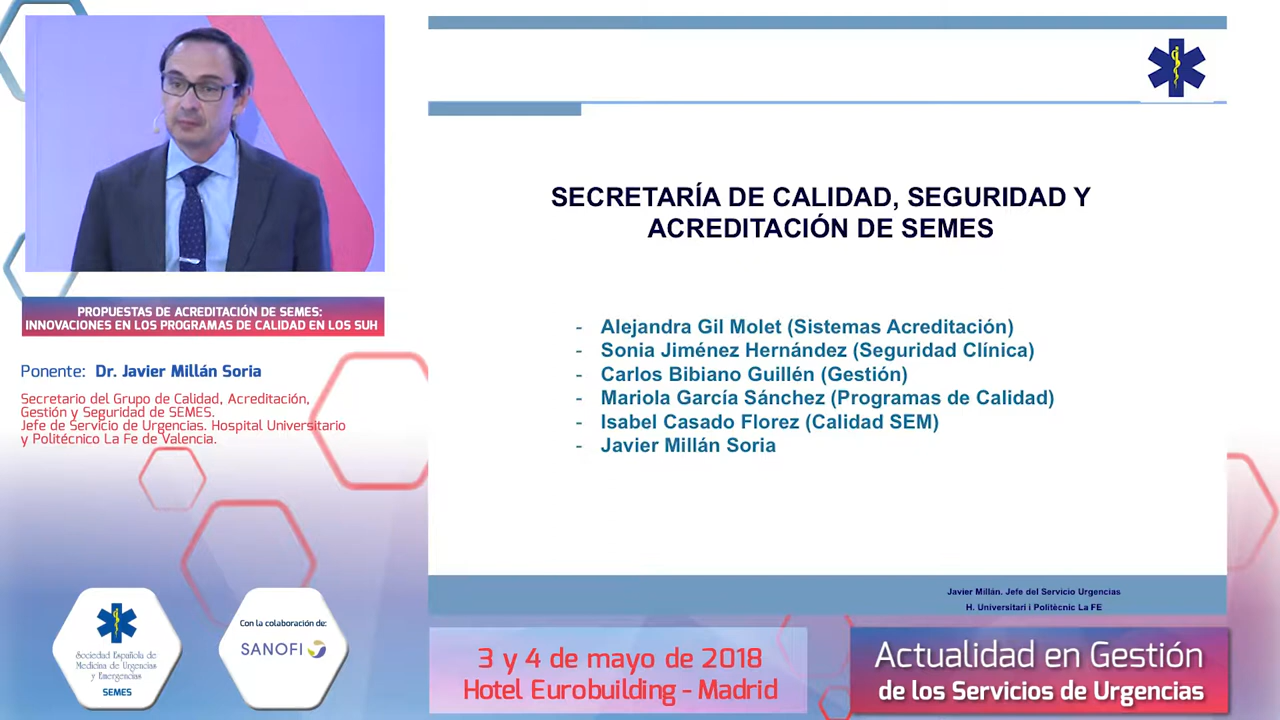 SECRETARÍA DE CALIDAD, SEGURIDAD Y
ACREDITACIÓN DE SEMES
- Alejandra Gil Molet (Sistemas Acreditación)
- Sonia Jiménez Hernández (Seguridad Clínica)
- Carlos Bibiano Guillén (Gestión)
- Mariola García Sánchez (Programas de Calidad)
- Isabel Casado Florez (Calidad SEM)
- Javier Millán Soria
Javier Millán. Jefe del Servicio Urgencias
H. Universitari i Politècnic La FE
PROPUESTAS DE ACREDITACIÓN DE SEMES:
INNOVACIONES EN LOS PROGRAMAS DE CALIDAD EN LOS SUH
Ponente: Dr. Javier Millán Soria
Secretario del Grupo de Calidad, Acreditación,
Gestión y Seguridad de SEMES.
Jefe de Servicio de Urgencias. Hospital Universitario
y Politécnico La Fe de Valencia.
Sociedad Española de
Medicina de Urgencias
y Emergencias
SEMES
Con la colaboración de:
SANOFI
3 y 4 de mayo de 2018
Hotel Eurobuilding - Madrid
Actualidad en Gestión
de los Servicios de Urgencias